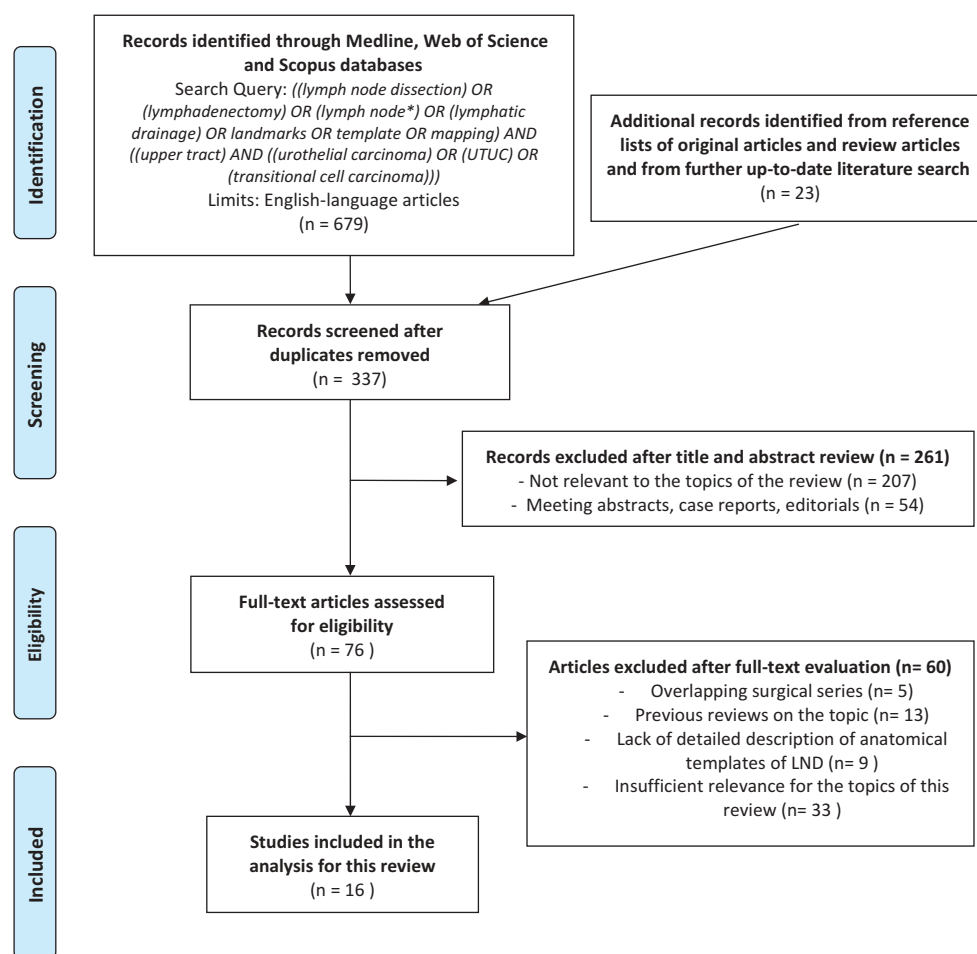 Identification
Records identified through Medline, Web of Science
and Scopus databases
Search Query: ((lymph node dissection) OR
(lymphadenectomy) OR (lymph node*) OR (lymphatic
drainage) OR landmarks OR template OR mapping) AND
((upper tract) AND ((urothelial carcinoma) OR (UTUC) OR
(transitional cell carcinoma)))
Limits: English-language articles
(n = 679)
Additional records identified from reference
lists of original articles and review articles
and from further up-to-date literature search
(n = 23)
Screening
Records screened after
duplicates removed
(n = 337)
Records excluded after title and abstract review (n = 261)
- Not relevant to the topics of the review (n = 207)
- Meeting abstracts, case reports, editorials (n = 54)
Eligibility
Full-text articles assessed
for eligibility
(n = 76 )
Articles excluded after full-text evaluation (n= 60)
- Overlapping surgical series (n= 5)
- Previous reviews on the topic (n= 13)
- Lack of detailed description of anatomical
templates of LND (n= 9 )
- Insufficient relevance for the topics of this
review (n= 33 )
Included
Studies included in the
analysis for this review
(n = 16 )